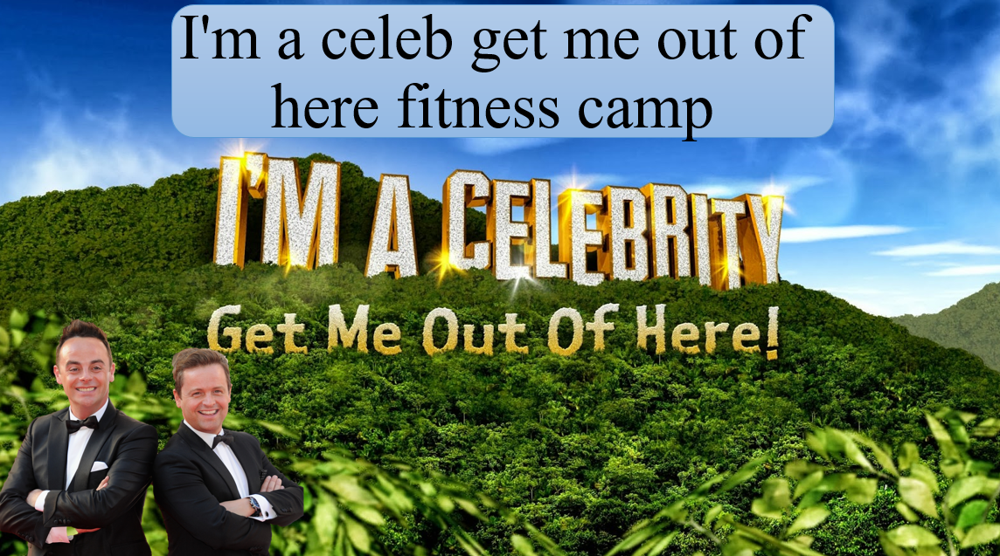 I'm a celeb get me out of
here fitness camp
I'M A CELEBRITY
Get Me Out Of Here!